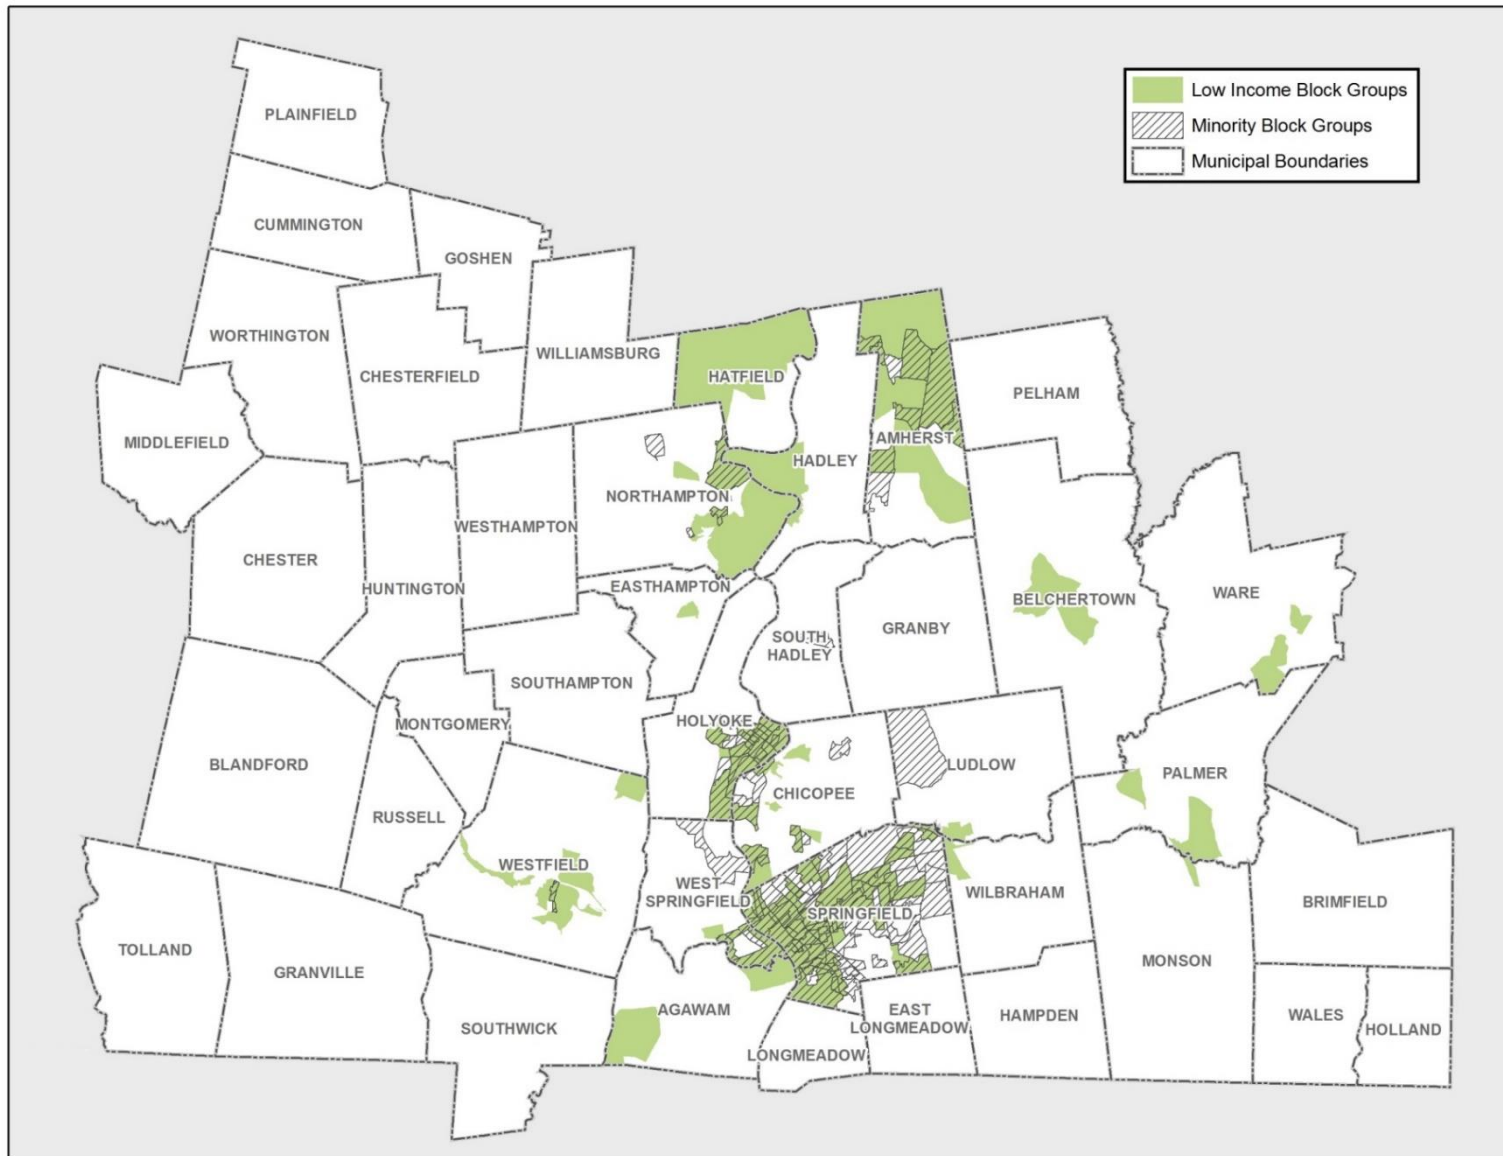 Low Income Block Groups
Minority Block Groups
Municipal Boundaries
PLAINFIELD
CUMMINGTON
GOSHEN
WORTHINGTON
CHESTERFIELD
WILLIAMSBURG
HATFIELD
PELHAM
MIDDLEFIELD
AMHERST
HADLEY
NORTHAMPTON
WESTHAMPTON
CHESTER
HUNTINGTON
EASTHAMPTON
BELCHERTOWN
WARE
SOUTH
HADLEY
GRANBY
SOUTHAMPTON
MONTGOMERY
HOLYOKE
BLANDFORD
LUDLOW
PALMER
CHICOPEE
RUSSELL
WESTFIELD
WEST
SPRINGFIELD
SPRINGFIELD
WILBRAHAM
BRIMFIELD
TOLLAND
GRANVILLE
MONSON
SOUTHWICK
AGAWAM
EAST
LONGMEADOW
HAMPDEN
WALES
HOLLAND
LONGMEADOW